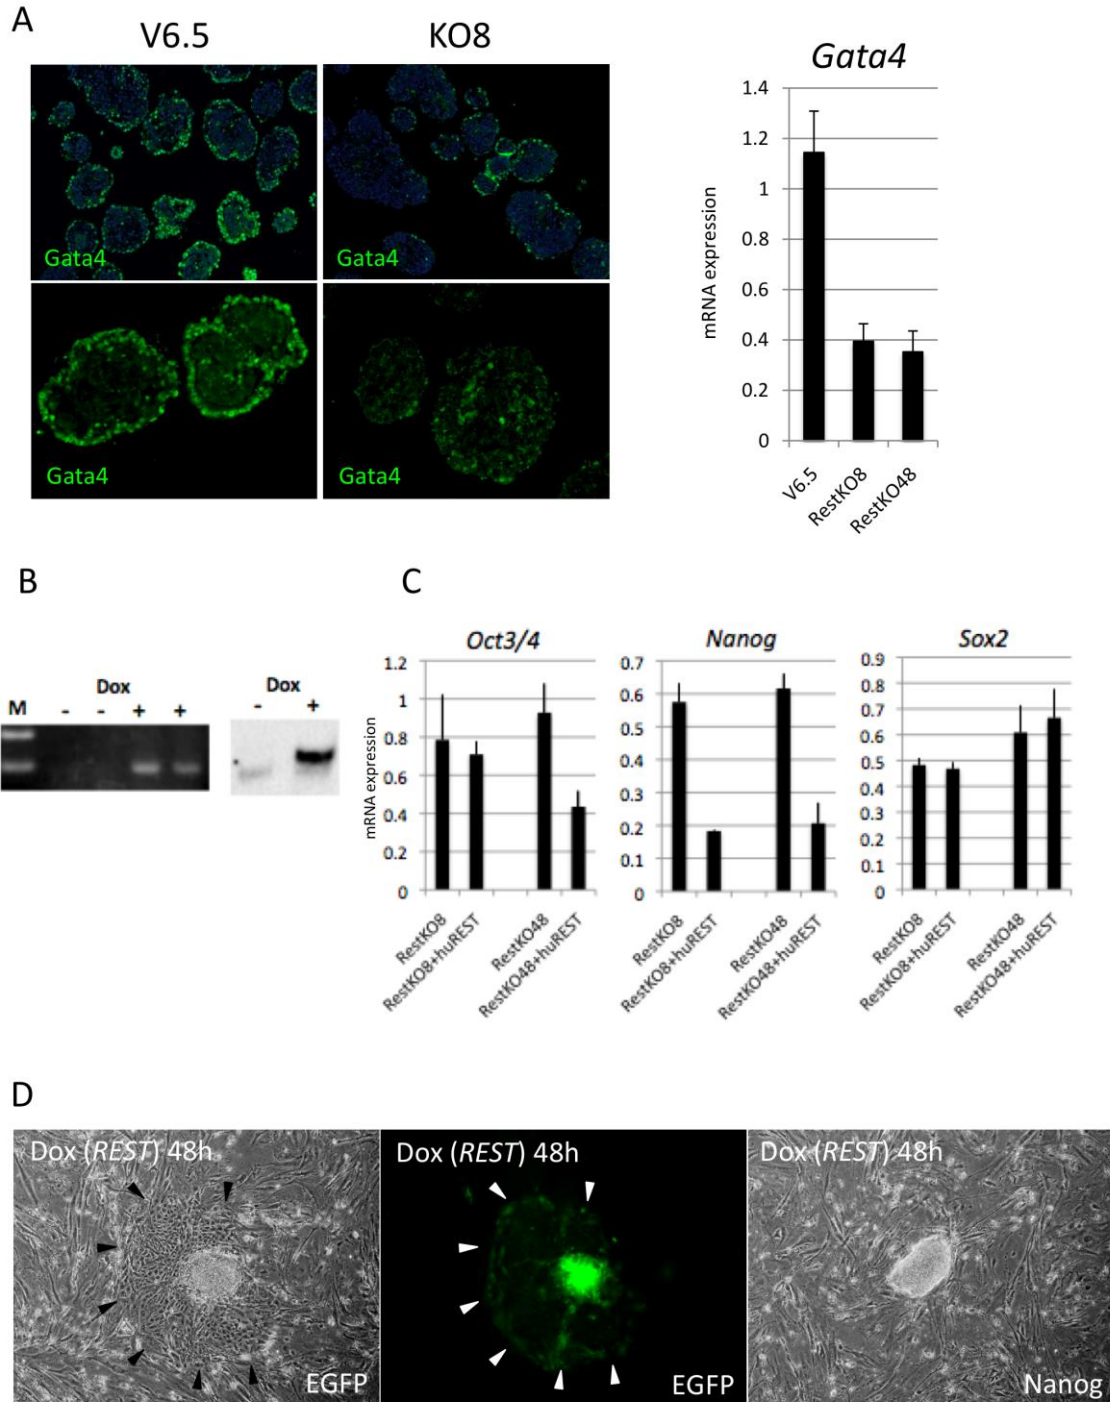 A
V6.5
KO8
Gata4
Gata4
Gata4
Gata4
Gata4
mRNA expression
1.4
1.2
1
0.8
0.6
0.4
0.2
0
V6.5
RestKO8
RestKO48
B
Dox
M - - + +
Dox
- +
*
C
Oct3/4
mRNA expression
1.2
1
0.8
0.6
0.4
0.2
0
RestKO8
RestKO8+huREST
RestKO48
RestKO48+huREST
Nanog
0.7
0.6
0.5
0.4
0.3
0.2
0.1
0
RestKO8
RestKO8+huREST
RestKO48
RestKO48+huREST
Sox2
0.9
0.8
0.7
0.6
0.5
0.4
0.3
0.2
0.1
0
RestKO8
RestKO8+huREST
RestKO48
RestKO48+huREST
D
Dox (REST) 48h
EGFP
Dox (REST) 48h
EGFP
Dox (REST) 48h
Nanog